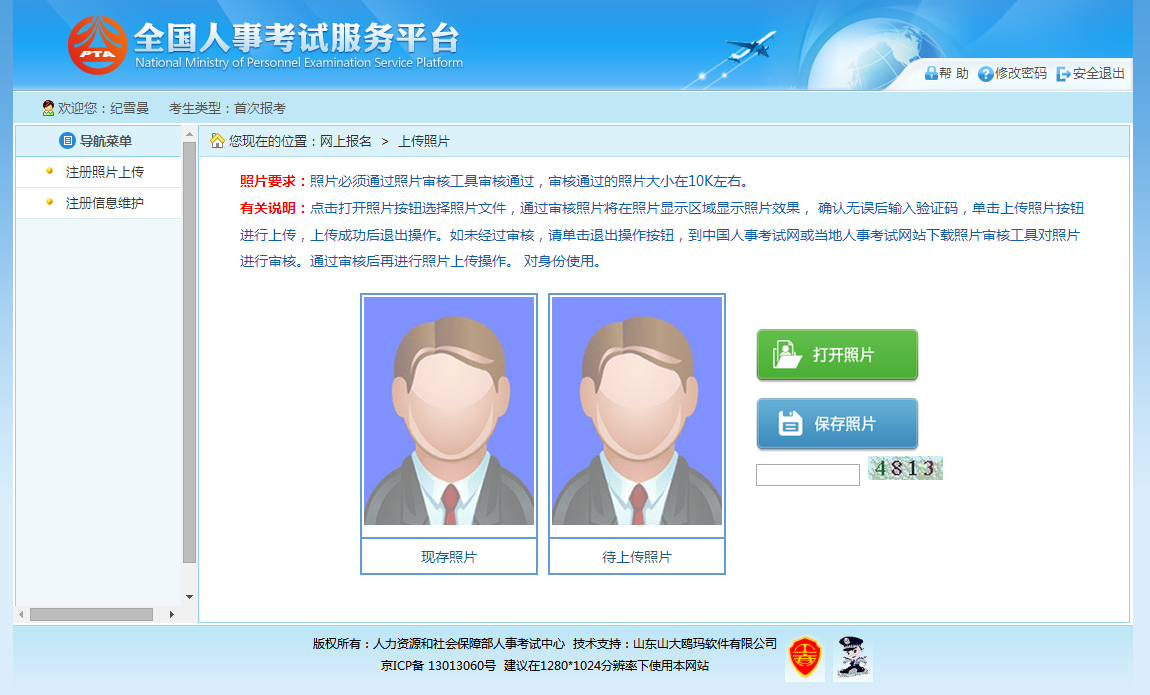 PTA
全国人事考试服务平台
National Ministry of Personnel Examination Service Platform
帮 助 修改密码 安全退出
欢迎您：纪雪晨 考生类型：首次报考
导航菜单
注册照片上传
注册信息维护
您现在的位置：网上报名 > 上传照片
照片要求：照片必须通过照片审核工具审核通过，审核通过的照片大小在10K左右。
有关说明：点击打开照片按钮选择照片文件，通过审核照片将在照片显示区域显示照片效果， 确认无误后输入验证码，单击上传照片按钮
进行上传，上传成功后退出操作。如未经过审核，请单击退出操作按钮，到中国人事考试网或当地人事考试网站下载照片审核工具对照片
进行审核。通过审核后再进行照片上传操作。 对身份使用。
打开照片
保存照片
4813
现存照片
待上传照片
版权所有：人力资源和社会保障部人事考试中心 技术支持：山东山大鸥玛软件有限公司
京ICP备 13013060号 建议在1280*1024分辨率下使用本网站